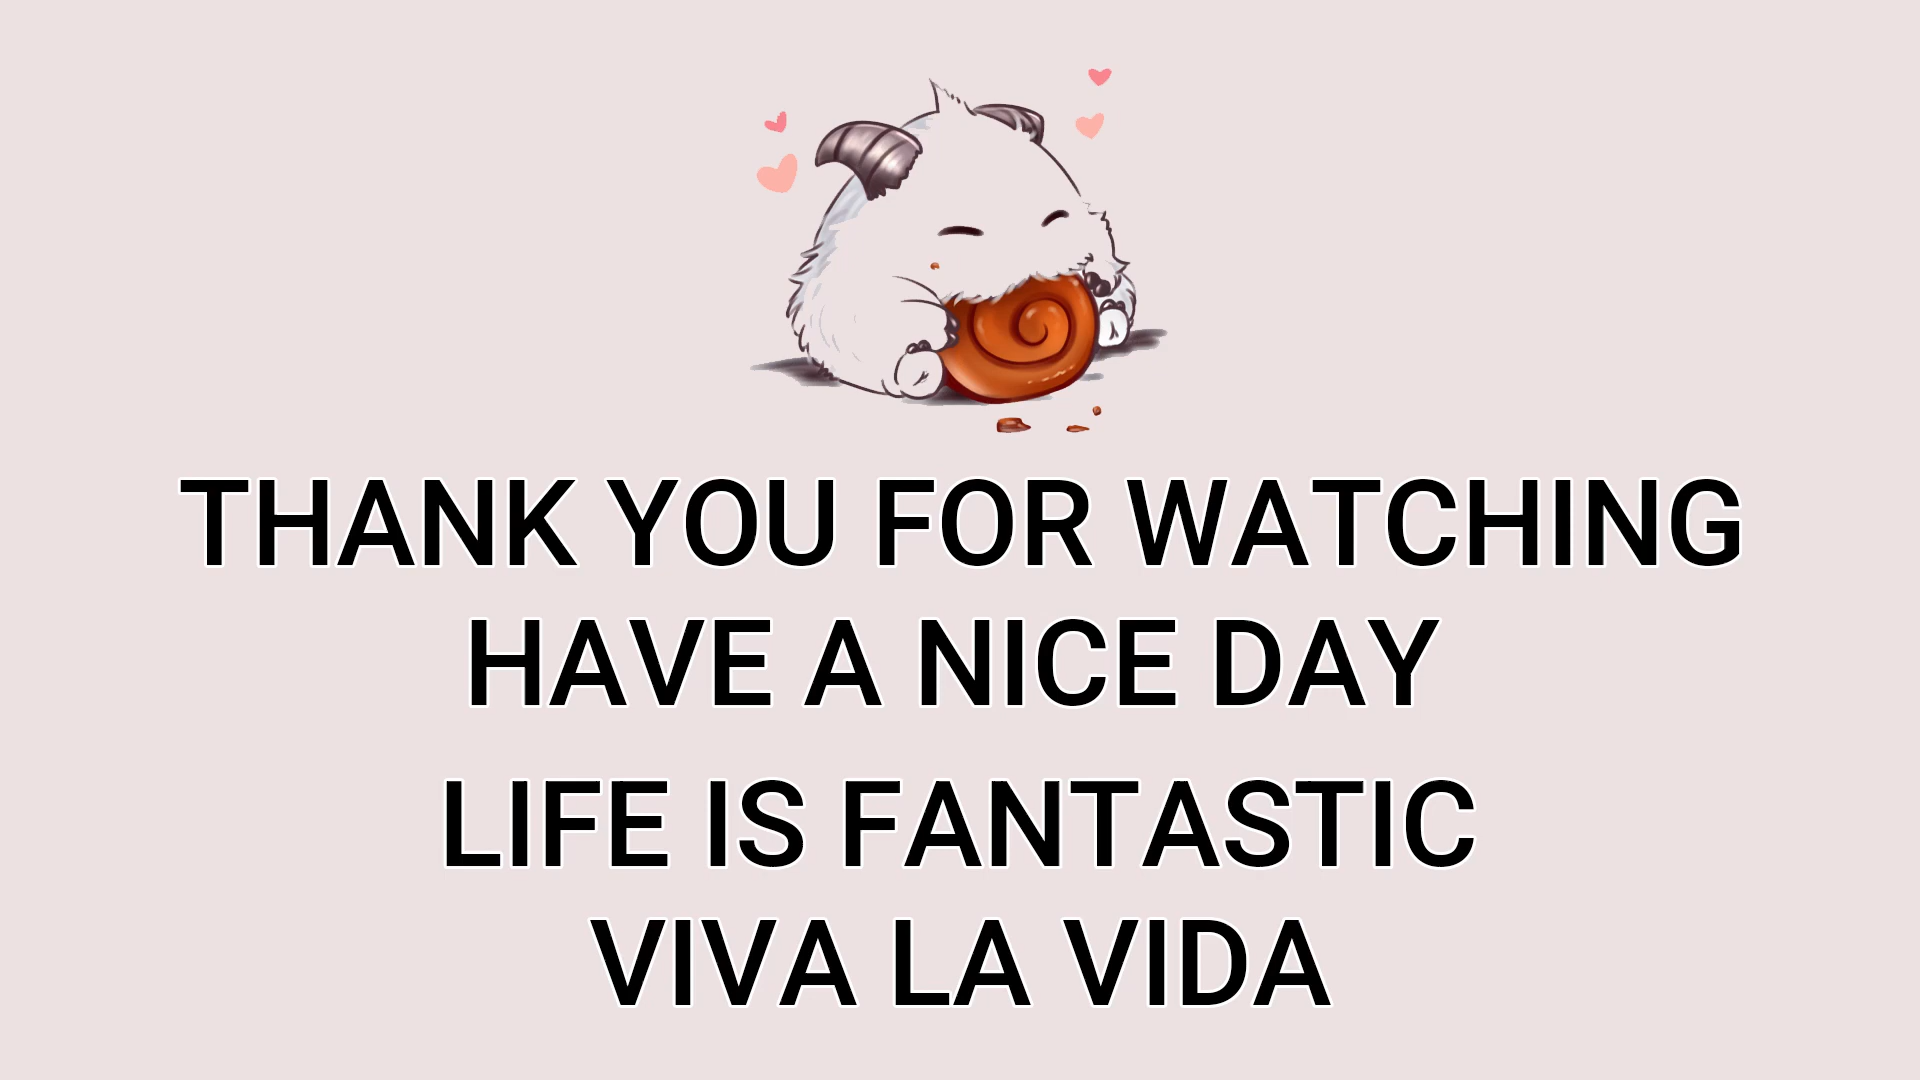 THANK YOU FOR WATCHING
HAVE A NICE DAY
LIFE IS FANTASTIC
VIVA LA VIDA